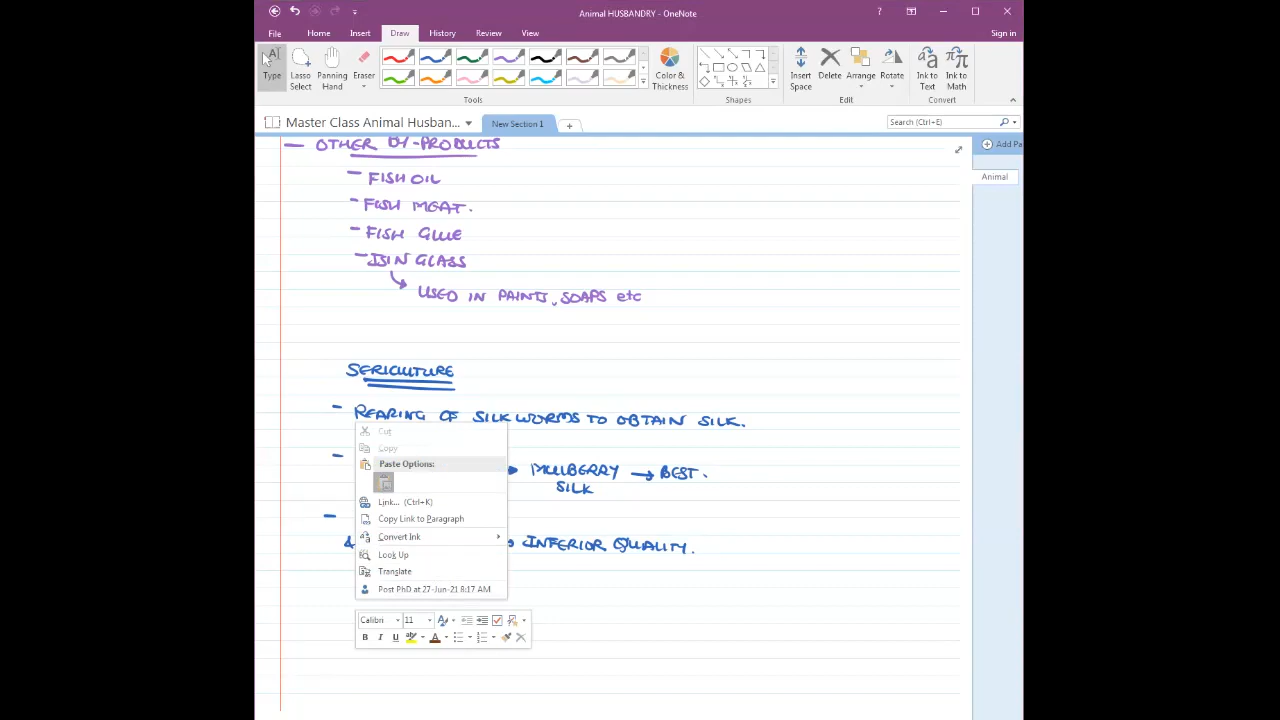 Animal HUSBANDRY - OneNote
?
File Home Insert Draw History Review View Sign in
Type
Lasso Select
Panning Hand
Eraser
Color & Thickness
Insert Space
Delete
Arrange
Rotate
Ink to Text
Ink to Math
Tools Shapes Edit Convert
Master Class Animal Husban... New Section 1 Search (Ctrl+E)
Add Pa
Animal
— OTHER BY-PRODUCTS
- FISH OIL
- FISH MEAT.
- FISH GLUE
- ISIN GLASS
USED IN PAINTS, SOAPS etc
SERICULTURE
- REARING OF SILKWORMS TO OBTAIN SILK.
- MULBERRY → BEST.
SILK
-
& INFERIOR QUALITY.
Cut
Copy
Paste Options:
Link... (Ctrl+K)
Copy Link to Paragraph
Convert Ink
Look Up
Translate
Post PhD at 27-Jun-21 8:17 AM
Calibri 11
B I U aby A